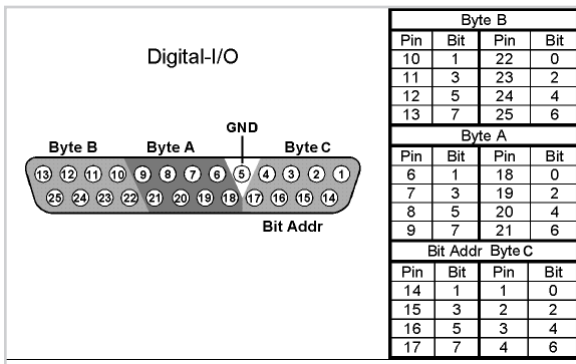 Digital-I/O
GND
Byte B Byte A Byte C
13 12 11 10 9 8 7 6 5 4 3 2 1
25 24 23 22 21 20 19 18 17 16 15 14
Bit Addr
Byte B
Pin Bit Pin Bit
10 1 22 0
11 3 23 2
12 5 24 4
13 7 25 6
Byte A
Pin Bit Pin Bit
6 1 18 0
7 3 19 2
8 5 20 4
9 7 21 6
Bit Addr Byte C
Pin Bit Pin Bit
14 1 1 0
15 3 2 2
16 5 3 4
17 7 4 6